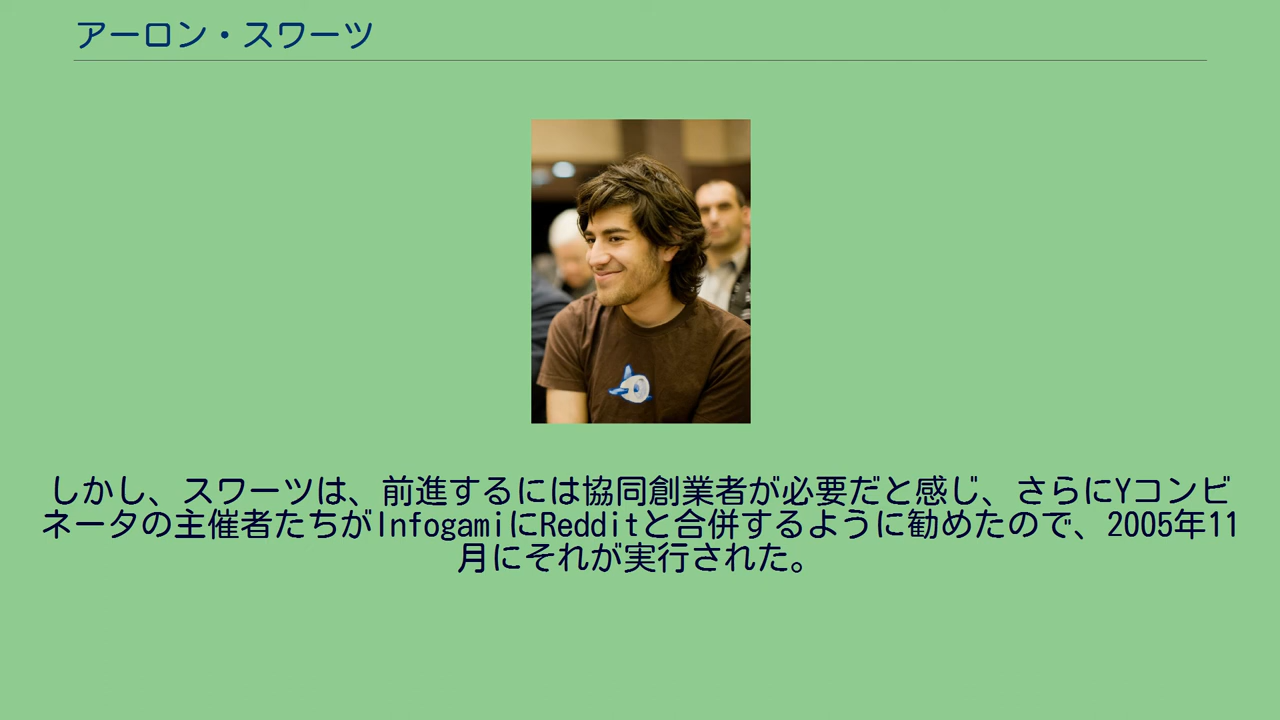 アーロン・スワーツ
しかし、スワーツは、前進するには協同創業者が必要だと感じ、さらにYコンビ
ネータの主催者たちがInfogamiにRedditと合併するように勧めたので、2005年11
月にそれが実行された。